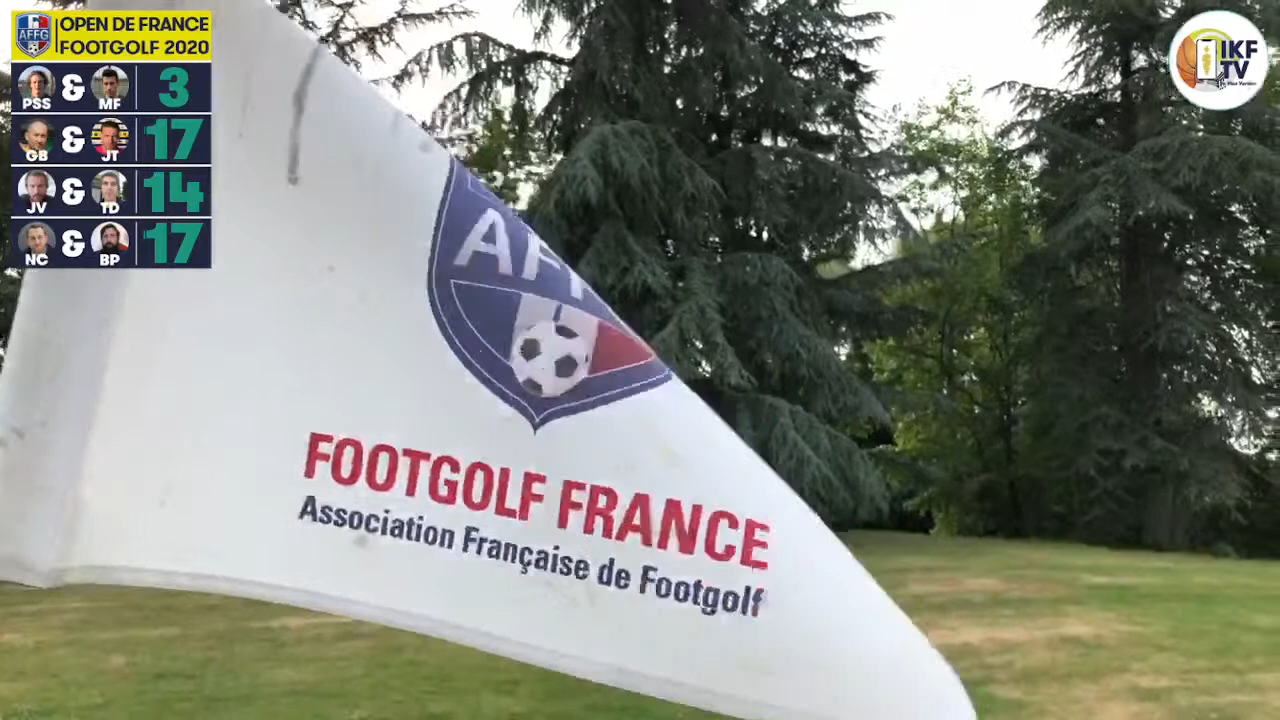 AFFG
OPEN DE FRANCE
FOOTGOLF 2020
PSS & MF 3
GB & JT 17
JV & TD 14
NC & BP 17
IKF
TV
FOOTGOLF FRANCE
Association Française de Footgolf